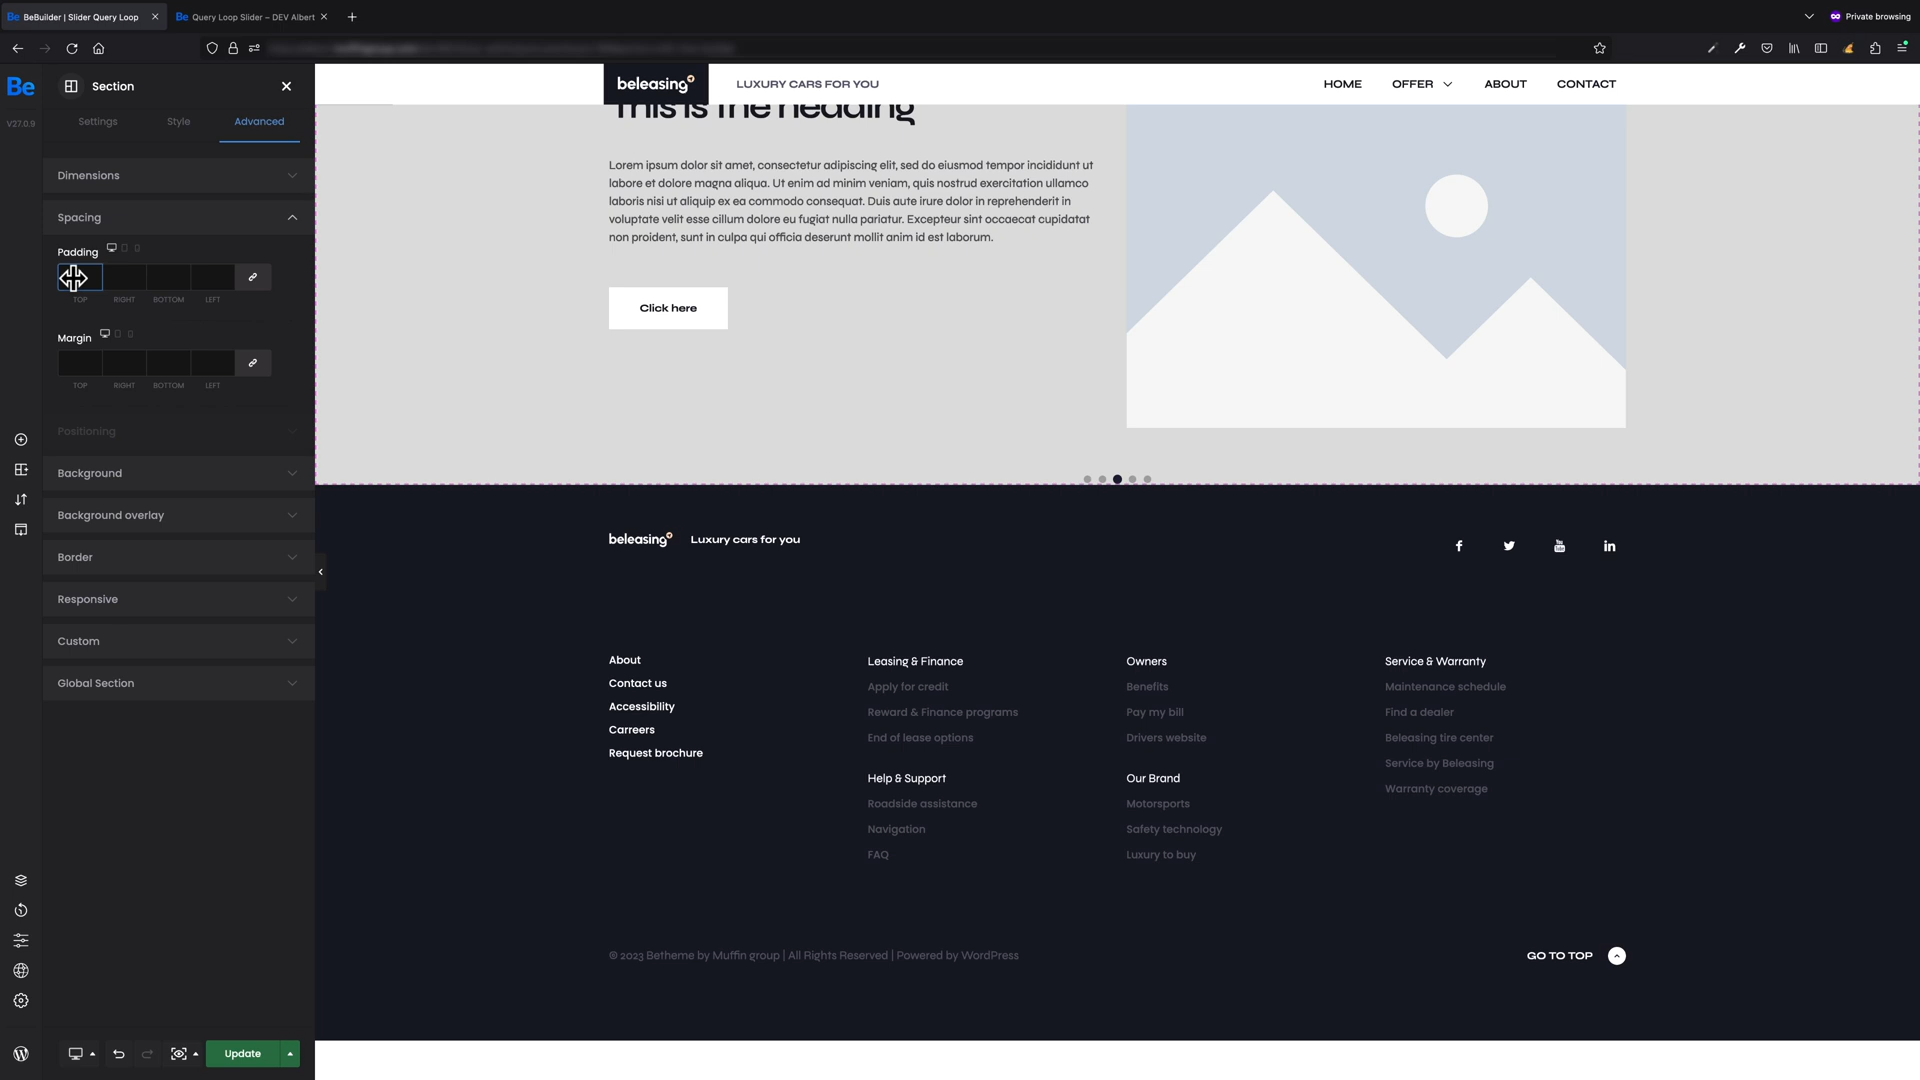 Be BeBuilder | Slider Query Loop
Be Query Loop Slider – DEV Albert
Private browsing
Be
Section
V27.0.9
Settings
Style
Advanced
Dimensions
Spacing
Padding
TOP RIGHT BOTTOM LEFT
Margin
TOP RIGHT BOTTOM LEFT
Positioning
Background
Background overlay
Border
Responsive
Custom
Global Section
Update
beleasing
LUXURY CARS FOR YOU
HOME
OFFER
ABOUT
CONTACT
This is the heading
Lorem ipsum dolor sit amet, consectetur adipiscing elit, sed do eiusmod tempor incididunt ut
labore et dolore magna aliqua. Ut enim ad minim veniam, quis nostrud exercitation ullamco
laboris nisi ut aliquip ex ea commodo consequat. Duis aute irure dolor in reprehenderit in
voluptate velit esse cillum dolore eu fugiat nulla pariatur. Excepteur sint occaecat cupidatat
non proident, sunt in culpa qui officia deserunt mollit anim id est laborum.
Click here
beleasing
Luxury cars for you
About
Contact us
Accessibility
Carreers
Request brochure
Leasing & Finance
Apply for credit
Reward & Finance programs
End of lease options
Help & Support
Roadside assistance
Navigation
FAQ
Owners
Benefits
Pay my bill
Drivers website
Our Brand
Motorsports
Safety technology
Luxury to buy
Service & Warranty
Maintenance schedule
Find a dealer
Beleasing tire center
Service by Beleasing
Warranty coverage
© 2023 Betheme by Muffin group | All Rights Reserved | Powered by WordPress
GO TO TOP